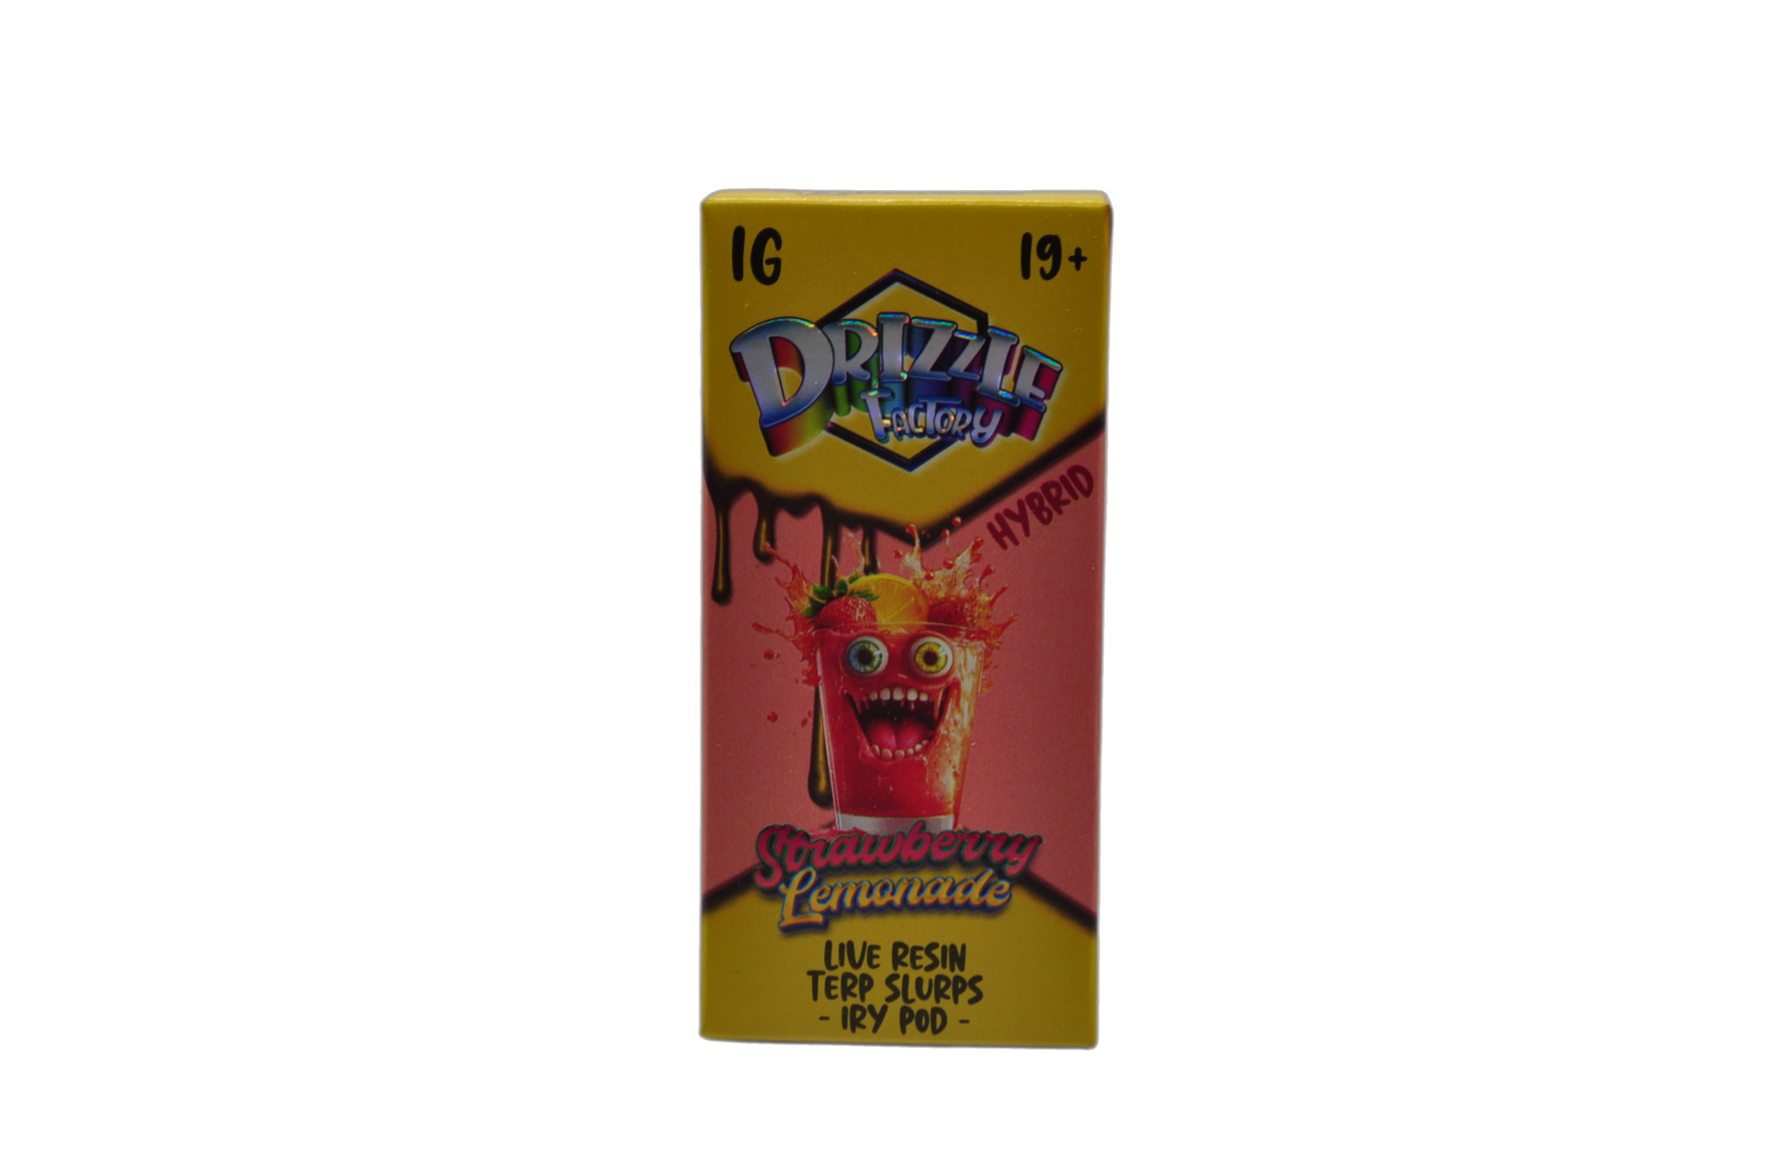 1G
19+
DRIZZLE
FACTORY
HYBRID
Strawberry
Lemonade
LIVE RESIN
TERP SLURPS
- IRY POD -